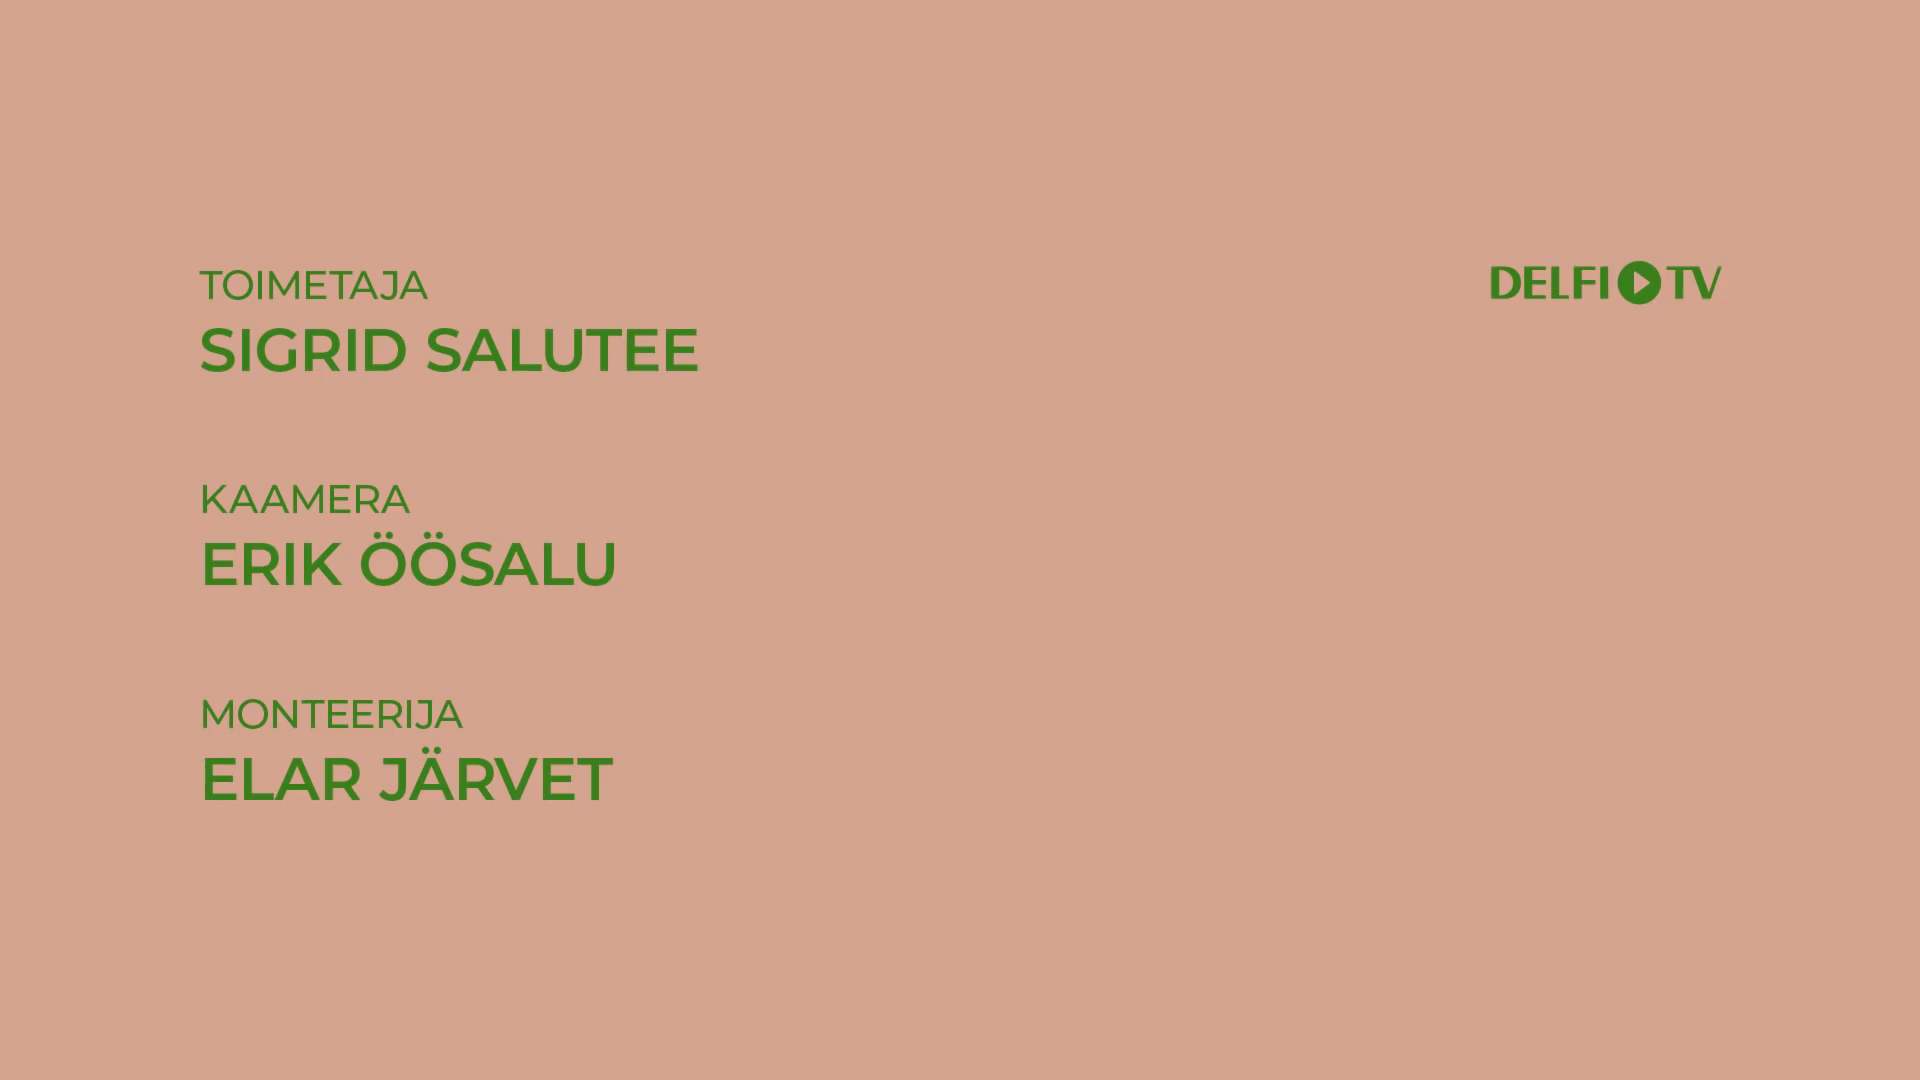 TOIMETAJA
SIGRID SALUTEE
DELFI TV
KAAMERA
ERIK ÖÖSALU
MONTEERIJA
ELAR JÄRVET